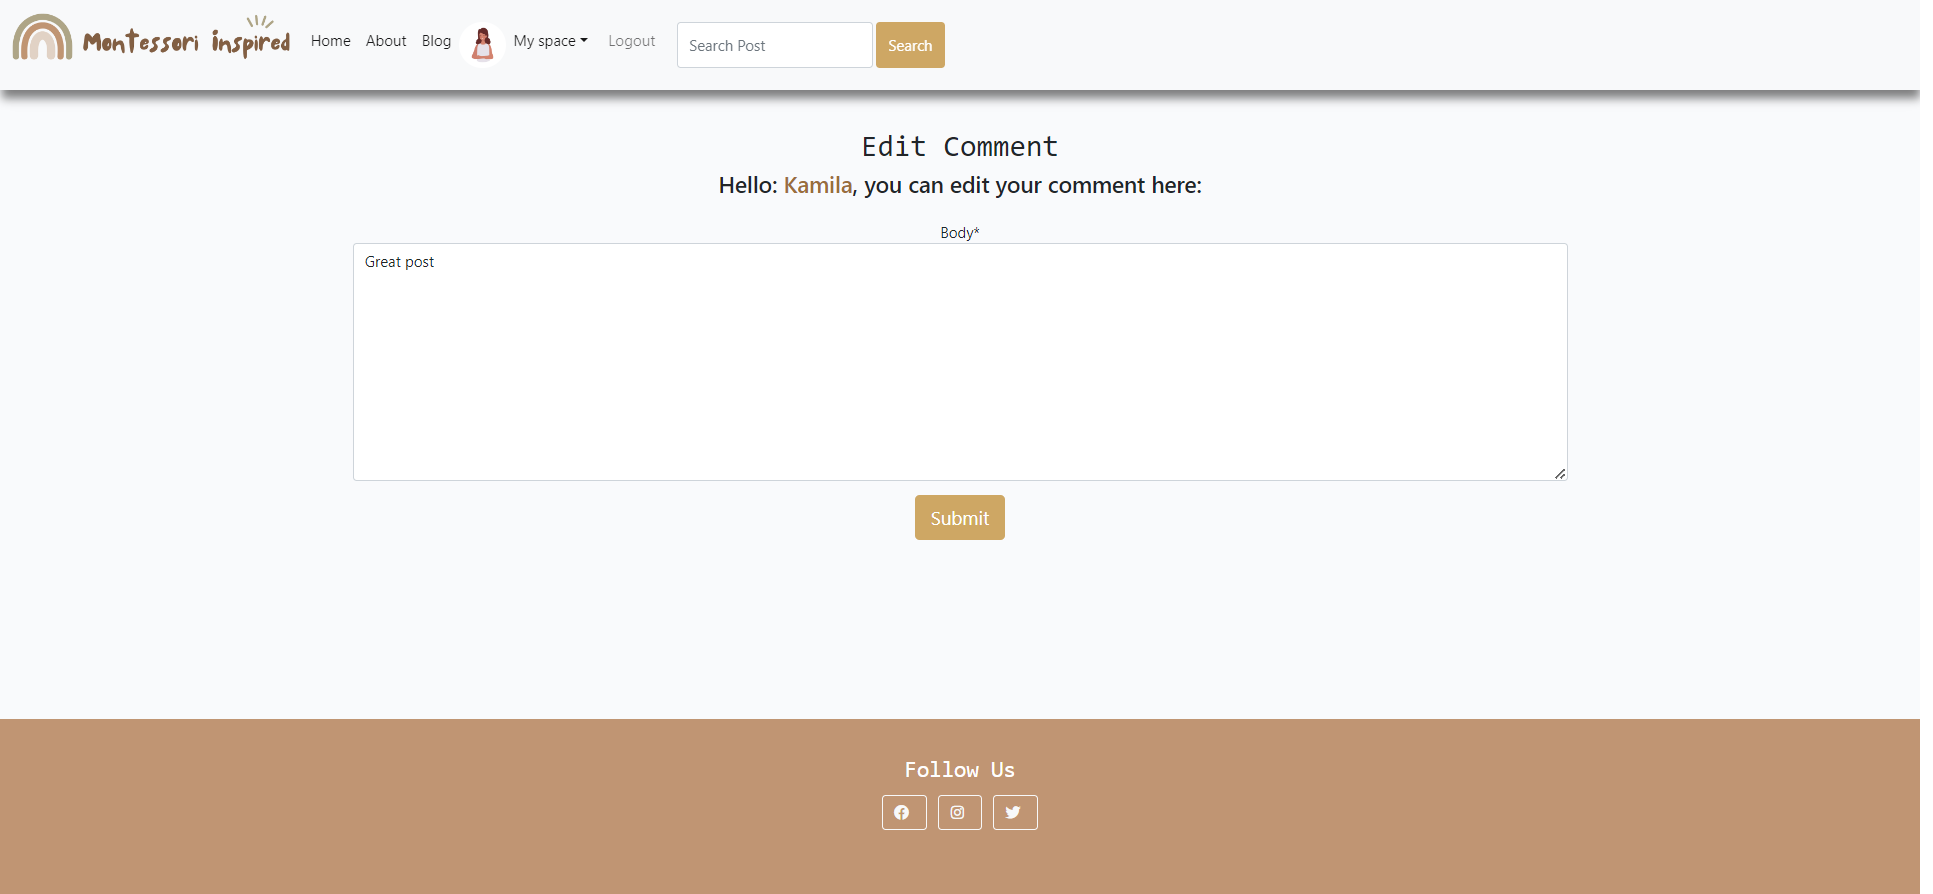 Montessori inspired Home About Blog My space Logout Search Post Search
Edit Comment
Hello: Kamila, you can edit your comment here:
Body*
Great post
Submit
Follow Us